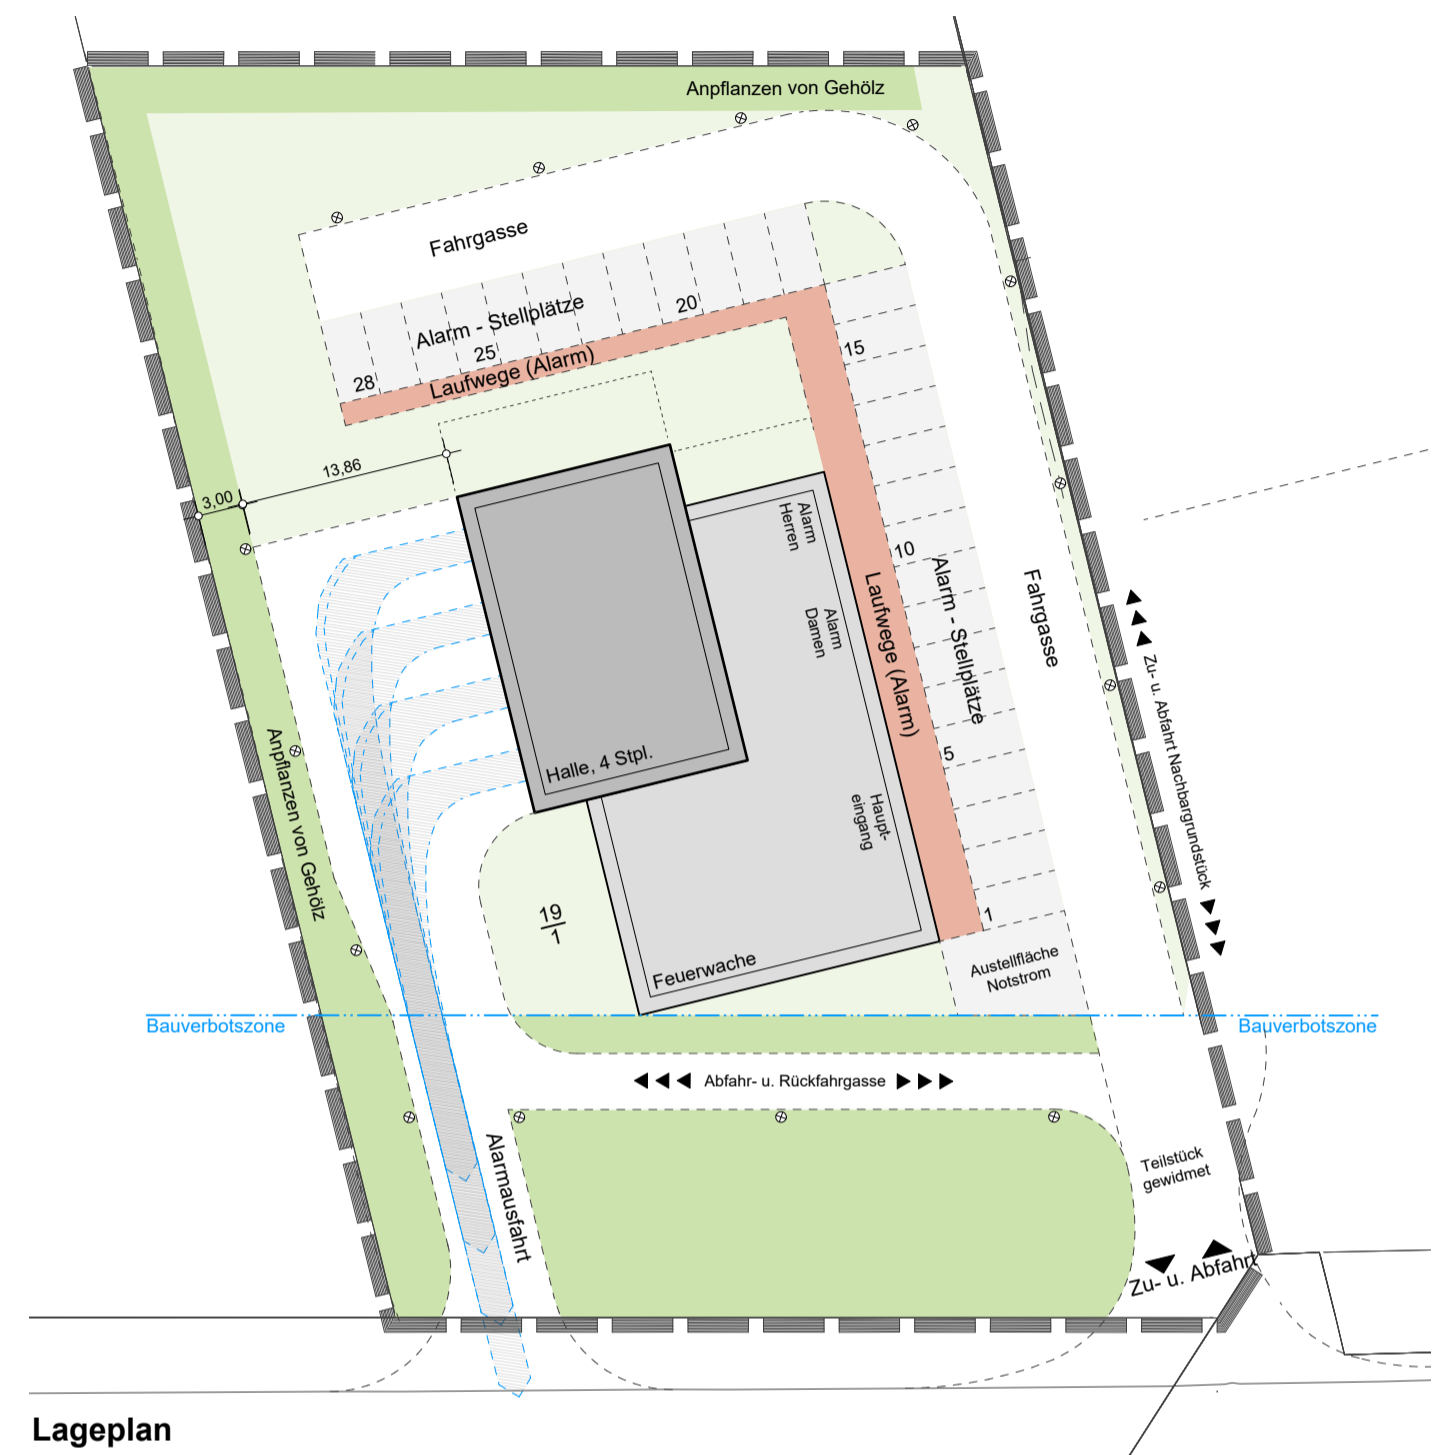 Anpflanzen von Gehölz
Fahrgasse
Alarm - Stellplätze
20
25
28
Laufwege (Alarm)
15
13,86
3,00
Alarm
Herren
10
Alarm
Damen
Laufwege (Alarm)
Alarm - Stellplätze
Fahrgasse
Zu- u. Abfahrt Nachbargrundstück
Halle, 4 Stpl.
5
Anpflanzen von Gehölz
Haupt-
eingang
19
1
1
Feuerwache
Austellfläche
Notstrom
Bauverbotszone
Bauverbotszone
Abfahr- u. Rückfahrgasse
Alarmausfahrt
Teilstück
gewidmet
Zu- u. Abfahrt
Lageplan